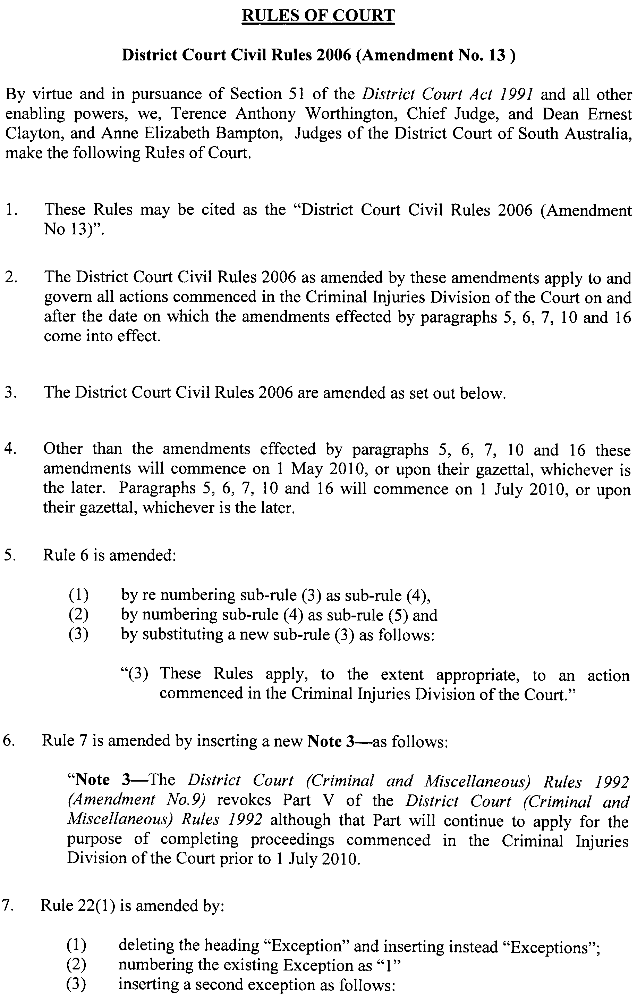 RULES OF COURT
District Court Civil Rules 2006 (Amendment No. 13 )
By virtue and in pursuance of Section 51 of the District Court Act 1991 and all other
enabling powers, we, Terence Anthony Worthington, Chief Judge, and Dean Ernest
Clayton, and Anne Elizabeth Bampton, Judges of the District Court of South Australia,
make the following Rules of Court.
1. These Rules may be cited as the “District Court Civil Rules 2006 (Amendment
No 13)”.
2. The District Court Civil Rules 2006 as amended by these amendments apply to and
govern all actions commenced in the Criminal Injuries Division of the Court on and
after the date on which the amendments effected by paragraphs 5, 6, 7, 10 and 16
come into effect.
3. The District Court Civil Rules 2006 are amended as set out below.
4. Other than the amendments effected by paragraphs 5, 6, 7, 10 and 16 these
amendments will commence on 1 May 2010, or upon their gazettal, whichever is
the later. Paragraphs 5, 6, 7, 10 and 16 will commence on 1 July 2010, or upon
their gazettal, whichever is the later.
5. Rule 6 is amended:
(1) by re numbering sub-rule (3) as sub-rule (4),
(2) by numbering sub-rule (4) as sub-rule (5) and
(3) by substituting a new sub-rule (3) as follows:
“(3) These Rules apply, to the extent appropriate, to an action
commenced in the Criminal Injuries Division of the Court.”
6. Rule 7 is amended by inserting a new Note 3—as follows:
“Note 3—The District Court (Criminal and Miscellaneous) Rules 1992
(Amendment No.9) revokes Part V of the District Court (Criminal and
Miscellaneous) Rules 1992 although that Part will continue to apply for the
purpose of completing proceedings commenced in the Criminal Injuries
Division of the Court prior to 1 July 2010.
7. Rule 22(1) is amended by:
(1) deleting the heading “Exception” and inserting instead “Exceptions”;
(2) numbering the existing Exception as “1”
(3) inserting a second exception as follows: